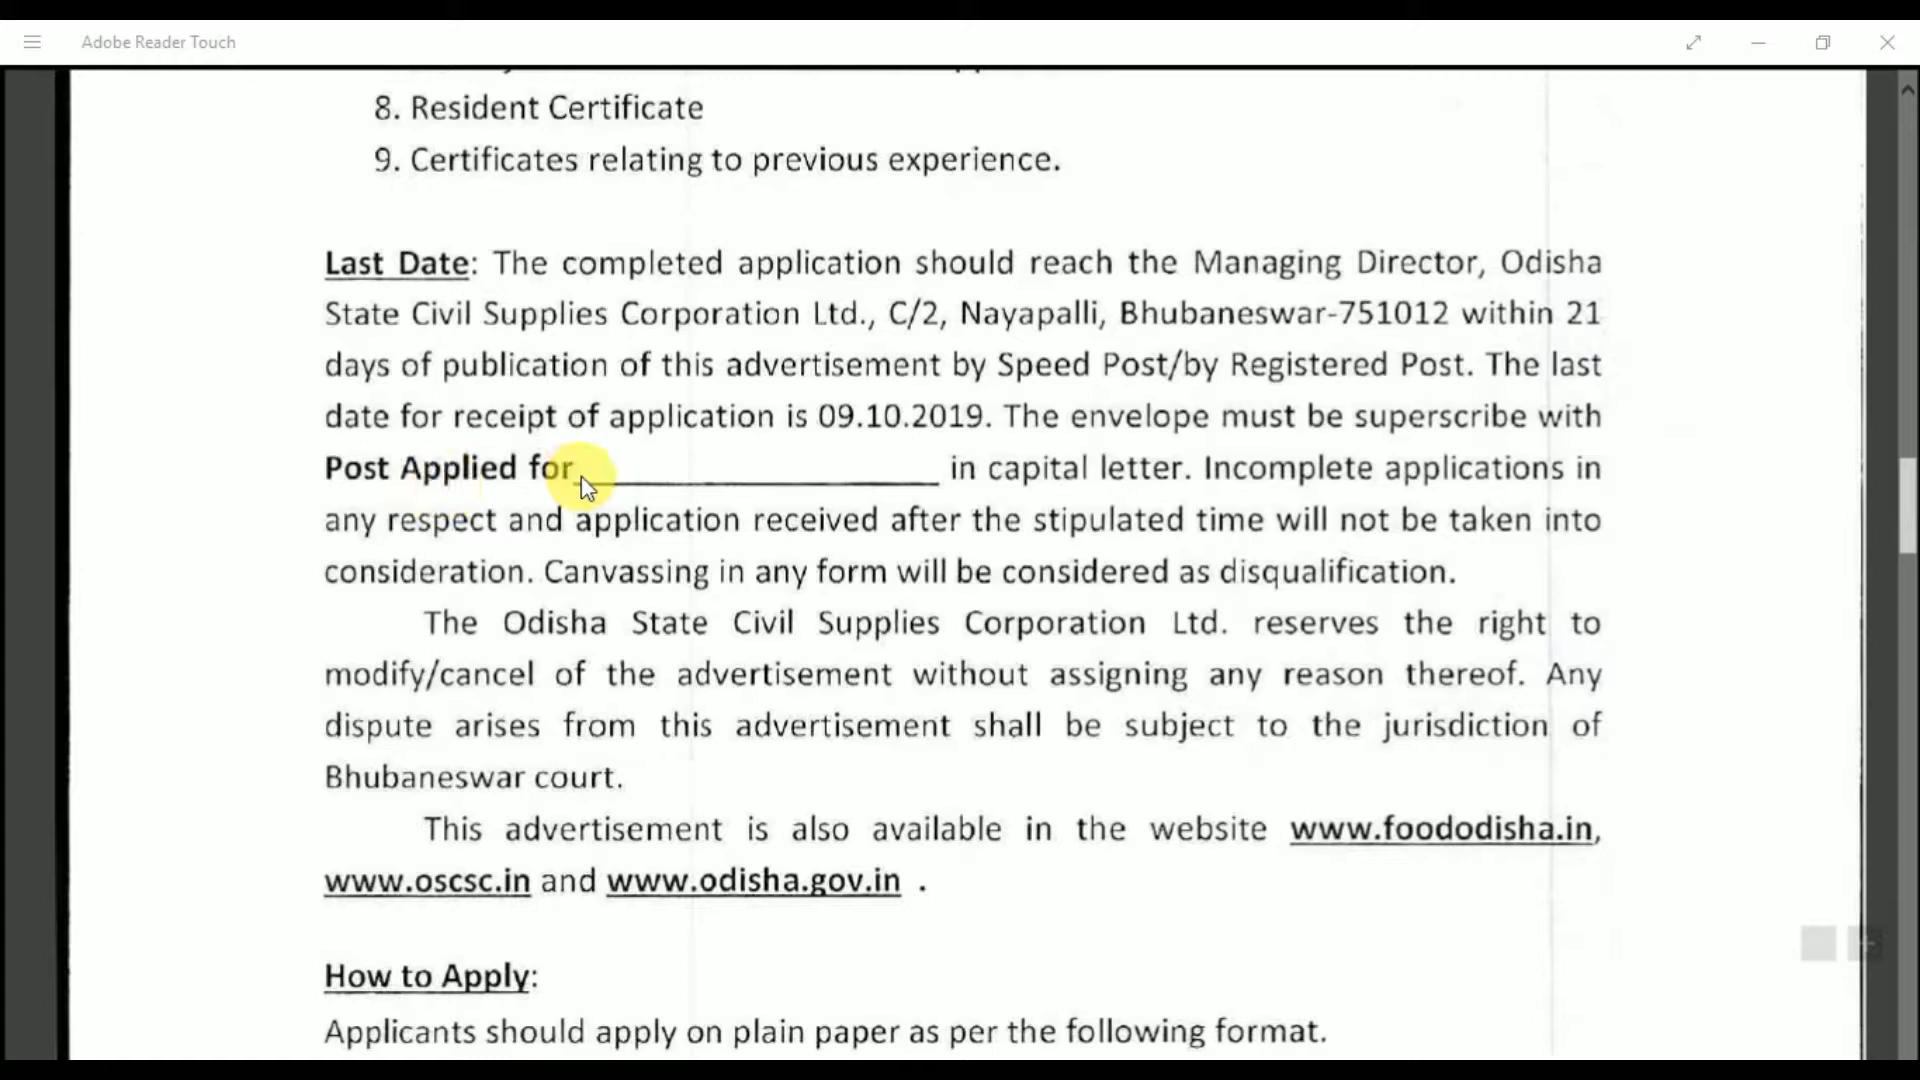 Adobe Reader Touch
8. Resident Certificate
9. Certificates relating to previous experience.
Last Date: The completed application should reach the Managing Director, Odisha
State Civil Supplies Corporation Ltd., C/2, Nayapalli, Bhubaneswar-751012 within 21
days of publication of this advertisement by Speed Post/by Registered Post. The last
date for receipt of application is 09.10.2019. The envelope must be superscribe with
Post Applied for______________________ in capital letter. Incomplete applications in
any respect and application received after the stipulated time will not be taken into
consideration. Canvassing in any form will be considered as disqualification.
The Odisha State Civil Supplies Corporation Ltd. reserves the right to
modify/cancel of the advertisement without assigning any reason thereof. Any
dispute arises from this advertisement shall be subject to the jurisdiction of
Bhubaneswar court.
This advertisement is also available in the website www.foododisha.in,
www.oscsc.in and www.odisha.gov.in .
How to Apply:
Applicants should apply on plain paper as per the following format.